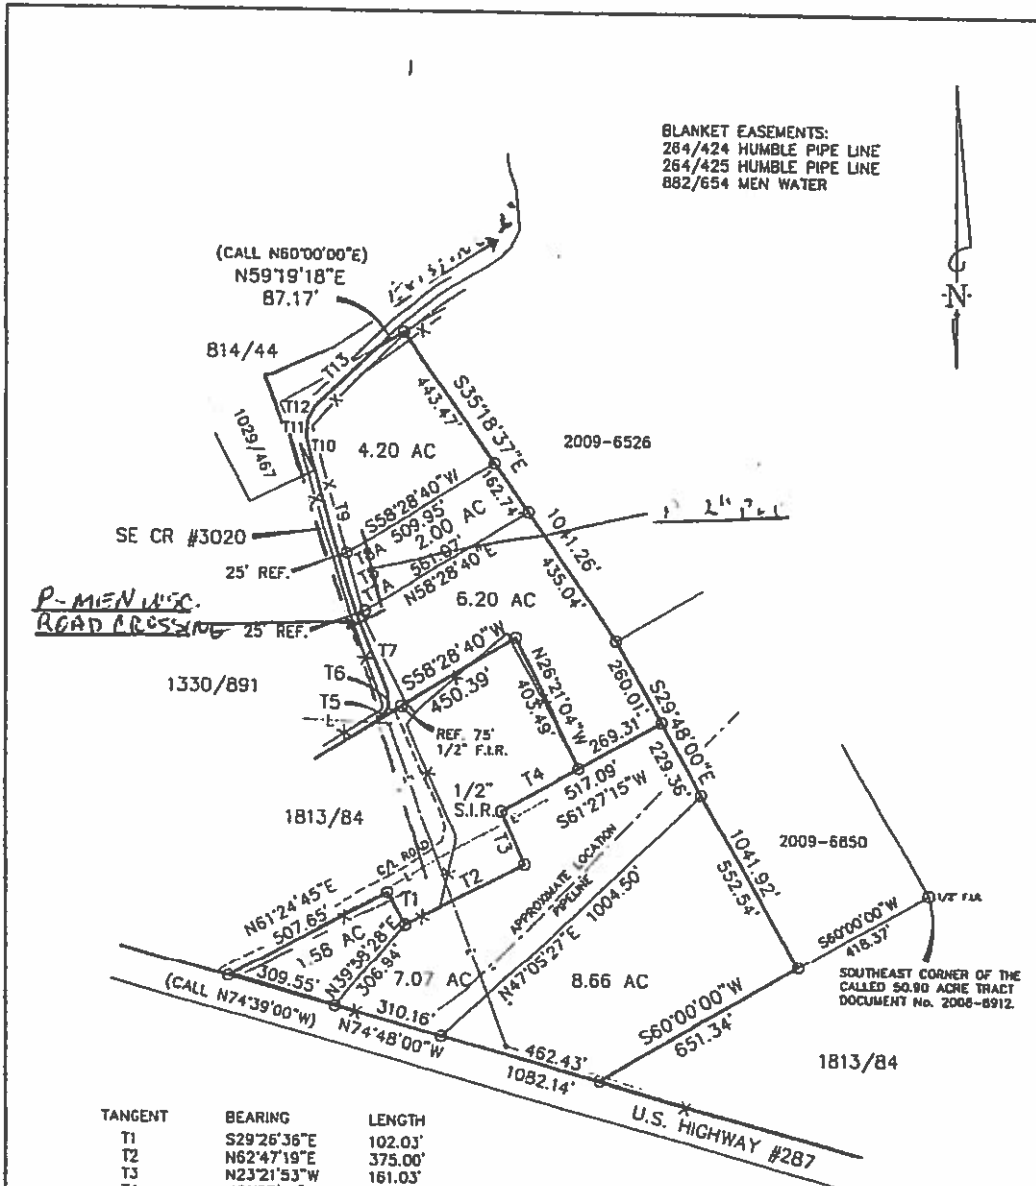 BLANKET EASEMENTS:
264/424 HUMBLE PIPE LINE
264/425 HUMBLE PIPE LINE
882/654 MEN WATER
(CALL N60°00'00"E)
N59°19'18"E
87.17'
N
814/44
T13
T12
T11
T10
1029/467
4.20 AC
443.47'
S35°18'37"E
2009-6526
T9
S58°28'40"W
509.95'
162.74'
SE CR #3020
25' REF.
T8A
2.00 AC
T8
T7A
561.97'
N58°28'40"E
1041.26'
435.04'
P-MEN WSC.
ROAD CROSSING
25' REF.
6.20 AC
T7
T6
T5
1330/891
S58°28'40"W
450.39'
N26°21'04"W
403.49'
260.01'
S29°48'00"E
REF. 75'
1/2" F.I.R.
269.31'
229.36'
T4
517.09'
S61°27'15"W
1/2"
S.I.R.
T3
1813/84
C/L ROAD
T2
T1
2009-6850
1041.92'
552.54'
APPROXIMATE LOCATION
PIPELINE
1004.50'
N47°05'27"E
N61°24'45"E
507.65'
1.58 AC
N39°58'28"E
306.94'
309.55'
(CALL N74°39'00"W)
7.07 AC
310.16'
N74°48'00"W
8.66 AC
S60°00'00"W
418.37'
1/2" F.I.R.
SOUTHEAST CORNER OF THE
CALLED 50.90 ACRE TRACT
DOCUMENT No. 2008-6912.
S60°00'00"W
651.34'
1813/84
462.43'
1082.14'
U.S. HIGHWAY #287
TANGENT BEARING LENGTH
T1 S29°26'36"E 102.03'
T2 N62°47'19"E 375.00'
T3 N23°21'53"W 161.03'